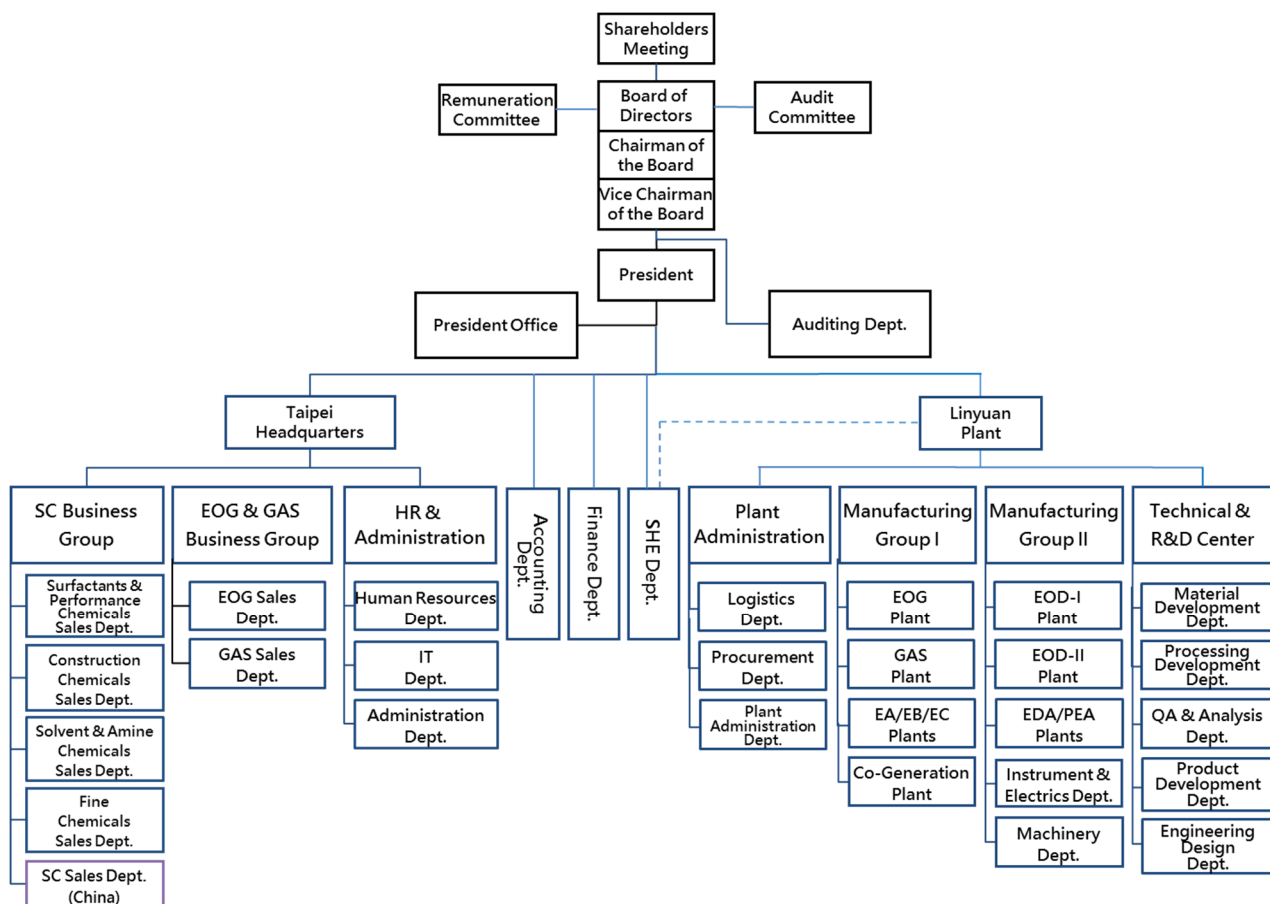 Shareholders
Meeting
Remuneration
Committee
Board of
Directors
Audit
Committee
Chairman of
the Board
Vice Chairman
of the Board
President
President Office
Auditing Dept.
Taipei
Headquarters
Linyuan
Plant
SC Business
Group
EOG & GAS
Business Group
HR &
Administration
Accounting
Dept.
Finance Dept.
SHE Dept.
Plant
Administration
Manufacturing
Group I
Manufacturing
Group II
Technical &
R&D Center
Surfactants &
Performance
Chemicals
Sales Dept.
Construction
Chemicals
Sales Dept.
Solvent & Amine
Chemicals
Sales Dept.
Fine
Chemicals
Sales Dept.
SC Sales Dept.
(China)
EOG Sales
Dept.
GAS Sales
Dept.
Human Resources
Dept.
IT
Dept.
Administration
Dept.
Logistics
Dept.
Procurement
Dept.
Plant
Administration
Dept.
EOG
Plant
GAS
Plant
EA/EB/EC
Plants
Co-Generation
Plant
EOD-I
Plant
EOD-II
Plant
EDA/PEA
Plants
Instrument &
Electrics Dept.
Machinery
Dept.
Material
Development
Dept.
Processing
Development
Dept.
QA & Analysis
Dept.
Product
Development
Dept.
Engineering
Design
Dept.